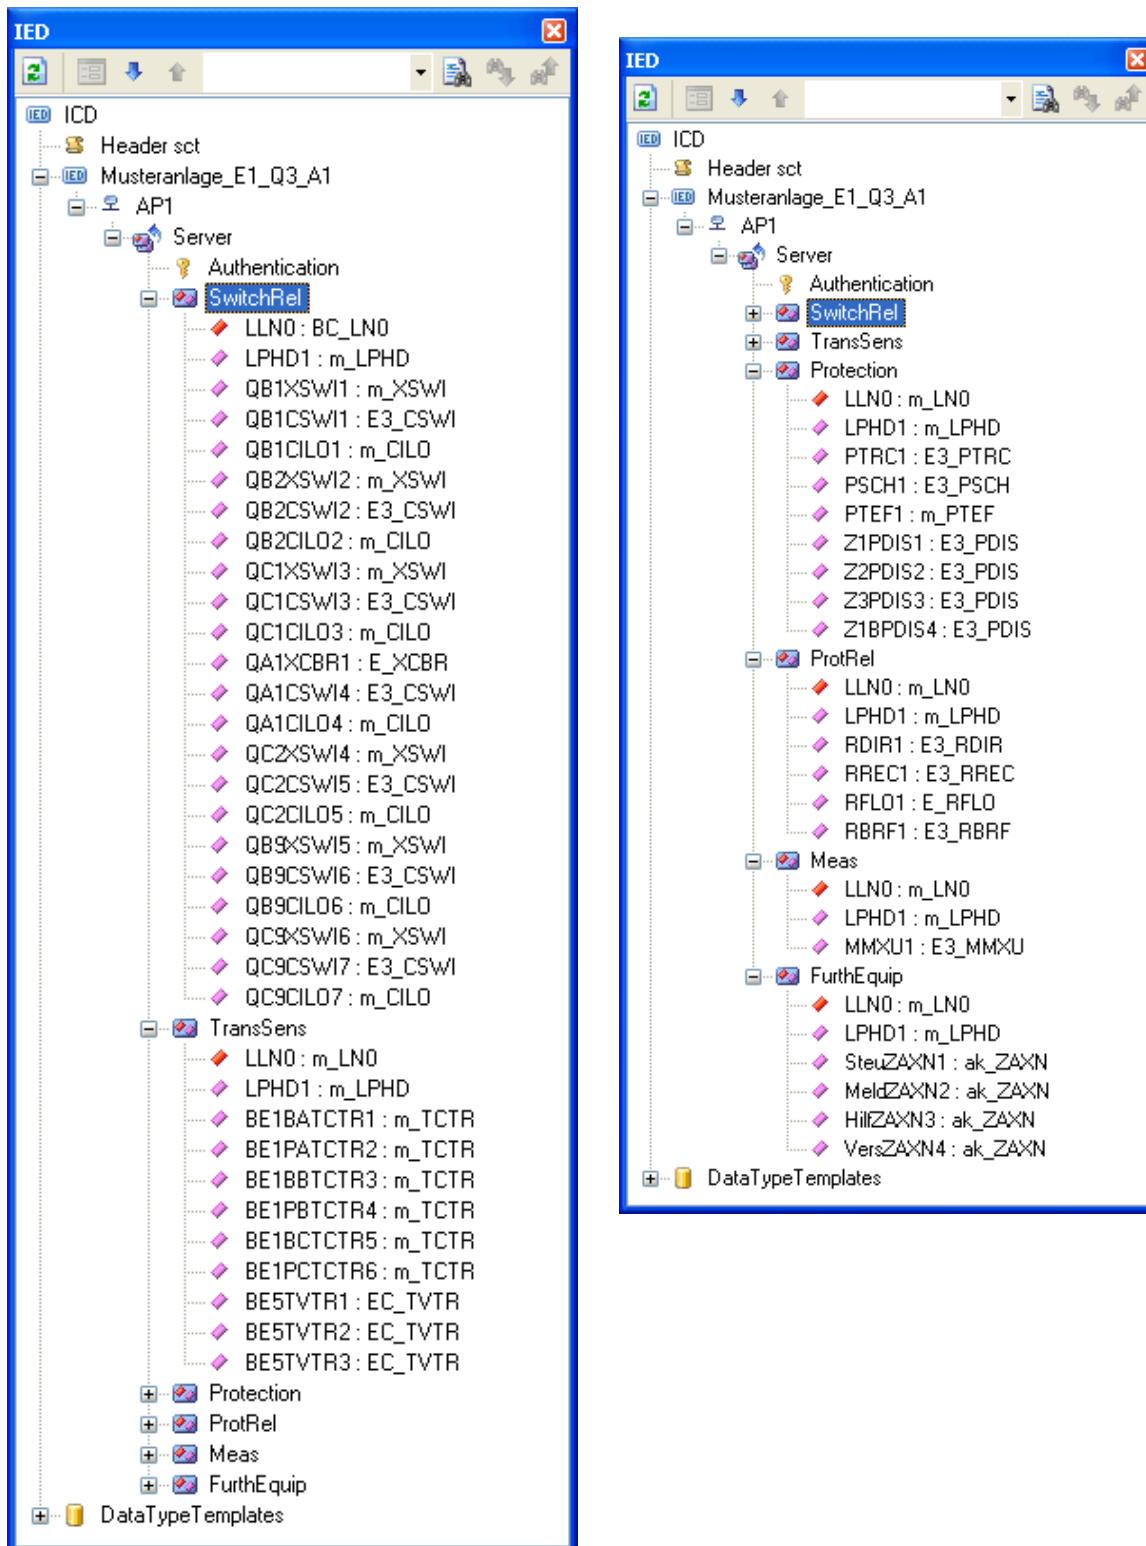 IED
ICD
Header sct
Musteranlage_E1_Q3_A1
AP1
Server
Authentication
SwitchRel
LLN0 : BC_LN0
LPHD1 : m_LPHD
QB1XSWI1 : m_XSWI
QB1CSWI1 : E3_CSWI
QB1CILO1 : m_CILO
QB2XSWI2 : m_XSWI
QB2CSWI2 : E3_CSWI
QB2CILO2 : m_CILO
QC1XSWI3 : m_XSWI
QC1CSWI3 : E3_CSWI
QC1CILO3 : m_CILO
QA1XCBR1 : E_XCBR
QA1CSWI4 : E3_CSWI
QA1CILO4 : m_CILO
QC2XSWI4 : m_XSWI
QC2CSWI5 : E3_CSWI
QC2CILO5 : m_CILO
QB9XSWI5 : m_XSWI
QB9CSWI6 : E3_CSWI
QB9CILO6 : m_CILO
QC9XSWI6 : m_XSWI
QC9CSWI7 : E3_CSWI
QC9CILO7 : m_CILO
TransSens
LLN0 : m_LN0
LPHD1 : m_LPHD
BE1BATCTR1 : m_TCTR
BE1PATCTR2 : m_TCTR
BE1BBTCTR3 : m_TCTR
BE1PBTCTR4 : m_TCTR
BE1BCTCTR5 : m_TCTR
BE1PCTCTR6 : m_TCTR
BE5TVTR1 : EC_TVTR
BE5TVTR2 : EC_TVTR
BE5TVTR3 : EC_TVTR
Protection
ProtRel
Meas
FurthEquip
DataTypeTemplates
IED
ICD
Header sct
Musteranlage_E1_Q3_A1
AP1
Server
Authentication
SwitchRel
TransSens
Protection
LLN0 : m_LN0
LPHD1 : m_LPHD
PTRC1 : E3_PTRC
PSCH1 : E3_PSCH
PTEF1 : m_PTEF
Z1PDIS1 : E3_PDIS
Z2PDIS2 : E3_PDIS
Z3PDIS3 : E3_PDIS
Z1BPDIS4 : E3_PDIS
ProtRel
LLN0 : m_LN0
LPHD1 : m_LPHD
RDIR1 : E3_RDIR
RREC1 : E3_RREC
RFLO1 : E_RFLO
RBRF1 : E3_RBRF
Meas
LLN0 : m_LN0
LPHD1 : m_LPHD
MMXU1 : E3_MMXU
FurthEquip
LLN0 : m_LN0
LPHD1 : m_LPHD
SteuZAXN1 : ak_ZAXN
MeldZAXN2 : ak_ZAXN
HilfZAXN3 : ak_ZAXN
VersZAXN4 : ak_ZAXN
DataTypeTemplates